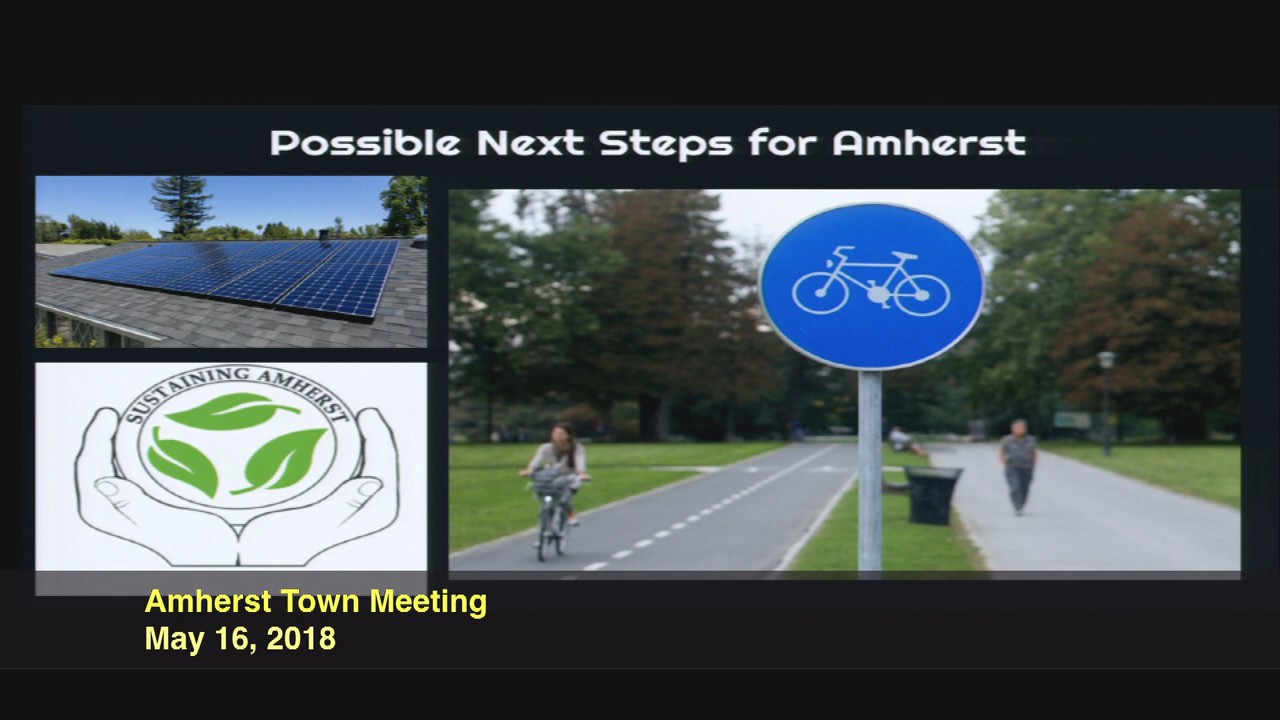 Possible Next Steps for Amherst
SUSTAINING AMHERST
Amherst Town Meeting
May 16, 2018